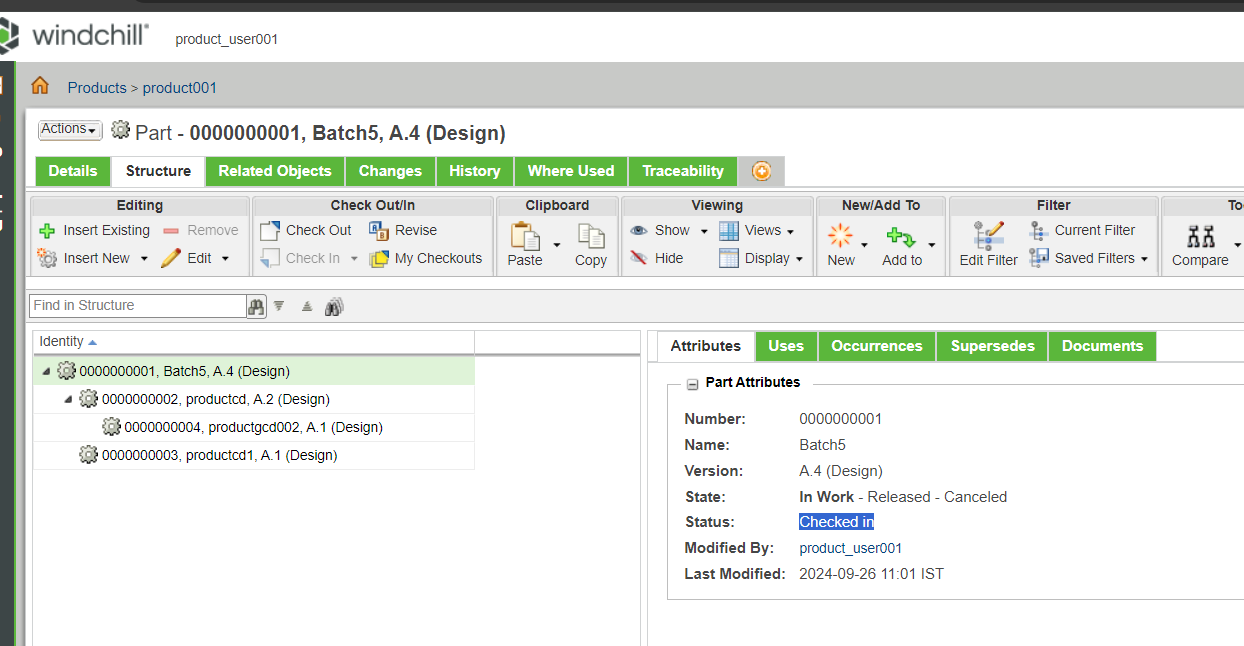 windchill® product_user001
Products > product001
Actions Part - 0000000001, Batch5, A.4 (Design)
Details Structure Related Objects Changes History Where Used Traceability
Editing Check Out/In Clipboard Viewing New/Add To Filter To
Insert Existing Remove Check Out Revise Show Views Current Filter
Insert New Edit Check In My Checkouts Paste Copy Hide Display New Add to Edit Filter Saved Filters Compare
Find in Structure
Identity
0000000001, Batch5, A.4 (Design)
0000000002, productcd, A.2 (Design)
0000000004, productgcd002, A.1 (Design)
0000000003, productcd1, A.1 (Design)
Attributes Uses Occurrences Supersedes Documents
Part Attributes
Number: 0000000001
Name: Batch5
Version: A.4 (Design)
State: In Work - Released - Canceled
Status: Checked in
Modified By: product_user001
Last Modified: 2024-09-26 11:01 IST